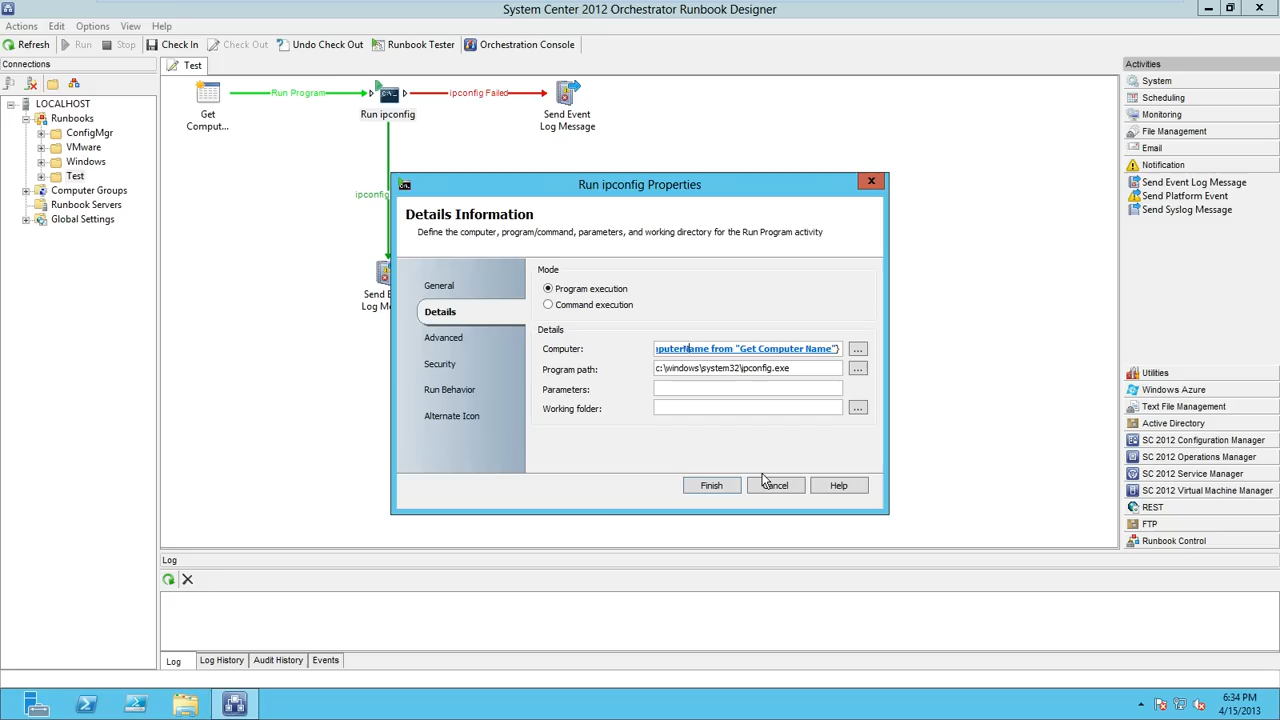 System Center 2012 Orchestrator Runbook Designer
Actions Edit Options View Help
Refresh Run Stop Check In Check Out Undo Check Out Runbook Tester Orchestration Console
Connections
LOCALHOST
Runbooks
ConfigMgr
VMware
Windows
Test
Computer Groups
Runbook Servers
Global Settings
Test
Get
Comput...
Run Program
Run ipconfig
ipconfig Failed
Send Event
Log Message
ipconfig
Send E
Log M
Run ipconfig Properties
Details Information
Define the computer, program/command, parameters, and working directory for the Run Program activity
General
Details
Advanced
Security
Run Behavior
Alternate Icon
Mode
Program execution
Command execution
Details
Computer: puterName from "Get Computer Name"} ...
Program path: c:\windows\system32\ipconfig.exe ...
Parameters:
Working folder: ...
Finish Cancel Help
Activities
System
Scheduling
Monitoring
File Management
Email
Notification
Send Event Log Message
Send Platform Event
Send Syslog Message
Utilities
Windows Azure
Text File Management
Active Directory
SC 2012 Configuration Manager
SC 2012 Operations Manager
SC 2012 Service Manager
SC 2012 Virtual Machine Manager
REST
FTP
Runbook Control
Log
Log Log History Audit History Events
6:34 PM
4/15/2013